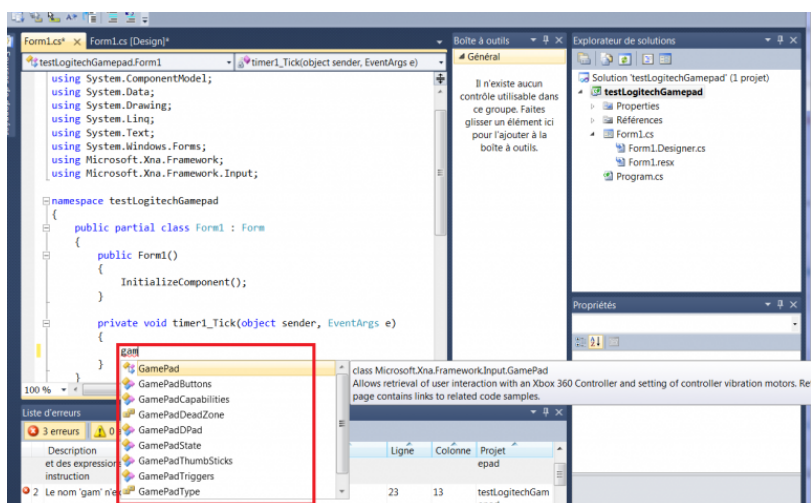 Form1.cs*
Form1.cs [Design]*
testLogitechGamepad.Form1
timer1_Tick(object sender, EventArgs e)
using System.ComponentModel;
using System.Data;
using System.Drawing;
using System.Linq;
using System.Text;
using System.Windows.Forms;
using Microsoft.Xna.Framework;
using Microsoft.Xna.Framework.Input;
namespace testLogitechGamepad
{
public partial class Form1 : Form
{
public Form1()
{
InitializeComponent();
}
private void timer1_Tick(object sender, EventArgs e)
{
gam
}
}
100 %
GamePad
GamePadButtons
GamePadCapabilities
GamePadDeadZone
GamePadDPad
GamePadState
GamePadThumbSticks
GamePadTriggers
GamePadType
class Microsoft.Xna.Framework.Input.GamePad
Allows retrieval of user interaction with an Xbox 360 Controller and setting of controller vibration motors. Re
page contains links to related code samples.
Liste d'erreurs
3 erreurs
0
Description
Ligne
Colonne
Projet
et des expression
instruction
epad
2 Le nom 'gam' n'e
23
13
testLogitechGam
Boîte à outils
Général
Il n'existe aucun
contrôle utilisable dans
ce groupe. Faites
glisser un élément ici
pour l'ajouter à la
boîte à outils.
Explorateur de solutions
Solution 'testLogitechGamepad' (1 projet)
testLogitechGamepad
Properties
Références
Form1.cs
Form1.Designer.cs
Form1.resx
Program.cs
Propriétés